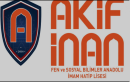 AKİF
İNAN
FEN ve SOSYAL BİLİMLER ANADOLU
İMAM HATİP LİSESİ